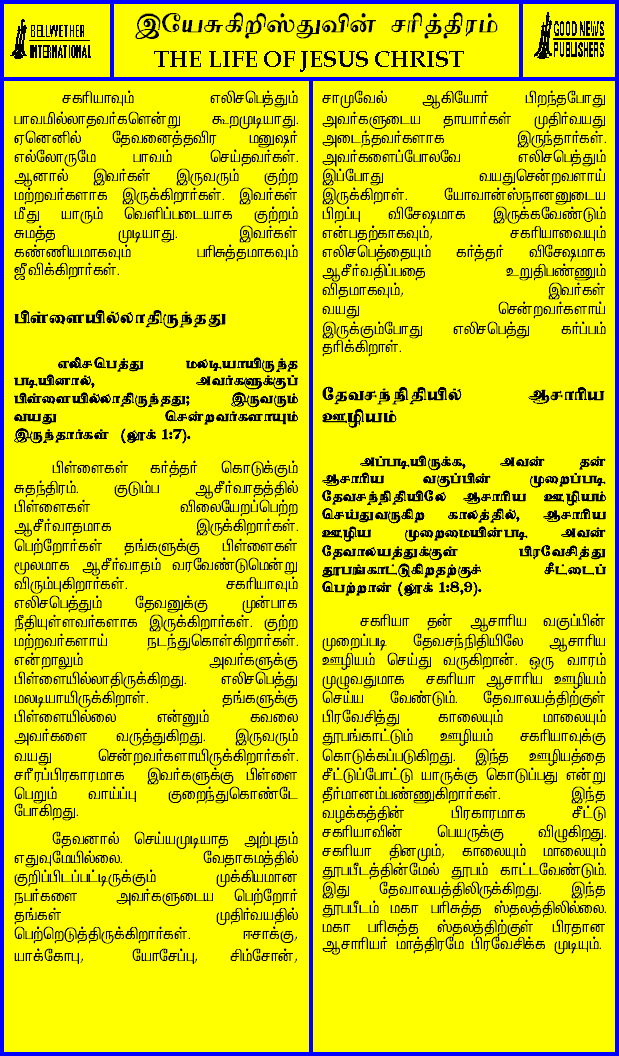 BELLWETHER
INTERNATIONAL
இயேசுகிறிஸ்துவின் சரித்திரம்
THE LIFE OF JESUS CHRIST
GOOD NEWS
PUBLISHERS
சகரியாவும் எலிசபெத்தும்
பாவமில்லாதவர்களென்று கூறமுடியாது.
ஏனெனில் தேவனைத்தவிர மனுஷர்
எல்லோருமே பாவம் செய்தவர்கள்.
ஆனால் இவர்கள் இருவரும் குற்ற
மற்றவர்களாக இருக்கிறார்கள். இவர்கள்
மீது யாரும் வெளிப்படையாக குற்றம்
சுமத்த முடியாது. இவர்கள்
கண்ணியமாகவும் பரிசுத்தமாகவும்
ஜீவிக்கிறார்கள்.
பிள்ளையில்லாதிருந்தது
எலிசபெத்து மலடியாயிருந்த
படியினால், அவர்களுக்குப்
பிள்ளையில்லாதிருந்தது; இருவரும்
வயது சென்றவர்களாயும்
இருந்தார்கள் (லூக் 1:7).
பிள்ளைகள் கர்த்தர் கொடுக்கும்
சுதந்திரம். குடும்ப ஆசீர்வாதத்தில்
பிள்ளைகள் விலையேறப்பெற்ற
ஆசீர்வாதமாக இருக்கிறார்கள்.
பெற்றோர்கள் தங்களுக்கு பிள்ளைகள்
மூலமாக ஆசீர்வாதம் வரவேண்டுமென்று
விரும்புகிறார்கள். சகரியாவும்
எலிசபெத்தும் தேவனுக்கு முன்பாக
நீதியுள்ளவர்களாக இருக்கிறார்கள். குற்ற
மற்றவர்களாய் நடந்துகொள்கிறார்கள்.
என்றாலும் அவர்களுக்கு
பிள்ளையில்லாதிருக்கிறது. எலிசபெத்து
மலடியாயிருக்கிறாள். தங்களுக்கு
பிள்ளையில்லை என்னும் கவலை
அவர்களை வருத்துகிறது. இருவரும்
வயது சென்றவர்களாயிருக்கிறார்கள்.
சரீரப்பிரகாரமாக இவர்களுக்கு பிள்ளை
பெறும் வாய்ப்பு குறைந்துகொண்டே
போகிறது.
தேவனால் செய்யமுடியாத அற்புதம்
எதுவுமேயில்லை. வேதாகமத்தில்
குறிப்பிடப்பட்டிருக்கும் முக்கியமான
நபர்களை அவர்களுடைய பெற்றோர்
தங்கள் முதிர்வயதில்
பெற்றெடுத்திருக்கிறார்கள். ஈசாக்கு,
யாக்கோபு, யோசேப்பு, சிம்சோன்,
சாமுவேல் ஆகியோர் பிறந்தபோது
அவர்களுடைய தாயார்கள் முதிர்வயது
அடைந்தவர்களாக இருந்தார்கள்.
அவர்களைப்போலவே எலிசபெத்தும்
இப்போது வயதுசென்றவளாய்
இருக்கிறாள். யோவான்ஸ்நானனுடைய
பிறப்பு விசேஷமாக இருக்கவேண்டும்
என்பதற்காகவும், சகரியாவையும்
எலிசபெத்தையும் கர்த்தர் விசேஷமாக
ஆசீர்வதிப்பதை உறுதிபண்ணும்
விதமாகவும், இவர்கள்
வயது சென்றவர்களாய்
இருக்கும்போது எலிசபெத்து கர்ப்பம்
தரிக்கிறாள்.
தேவசந்நிதியில் ஆசாரிய
ஊழியம்
அப்படியிருக்க, அவன் தன்
ஆசாரிய வகுப்பின் முறைப்படி
தேவசந்நிதியிலே ஆசாரிய ஊழியம்
செய்துவருகிற காலத்தில், ஆசாரிய
ஊழிய முறைமையின்படி அவன்
தேவாலயத்துக்குள் பிரவேசித்து
தூபங்காட்டுகிறதற்குச் சீட்டைப்
பெற்றான் (லூக் 1:8,9).
சகரியா தன் ஆசாரிய வகுப்பின்
முறைப்படி தேவசந்நிதியிலே ஆசாரிய
ஊழியம் செய்து வருகிறான். ஒரு வாரம்
முழுவதுமாக சகரியா ஆசாரிய ஊழியம்
செய்ய வேண்டும். தேவாலயத்திற்குள்
பிரவேசித்து காலையும் மாலையும்
தூபங்காட்டும் ஊழியம் சகரியாவுக்கு
கொடுக்கப்படுகிறது. இந்த ஊழியத்தை
சீட்டுப்போட்டு யாருக்கு கொடுப்பது என்று
தீர்மானம்பண்ணுகிறார்கள். இந்த
வழக்கத்தின் பிரகாரமாக சீட்டு
சகரியாவின் பெயருக்கு விழுகிறது.
சகரியா தினமும், காலையும் மாலையும்
தூபபீடத்தின்மேல் தூபம் காட்டவேண்டும்.
இது தேவாலயத்திலிருக்கிறது. இந்த
தூபபீடம் மகா பரிசுத்த ஸ்தலத்திலில்லை.
மகா பரிசுத்த ஸ்தலத்திற்குள் பிரதான
ஆசாரியர் மாத்திரமே பிரவேசிக்க முடியும்.